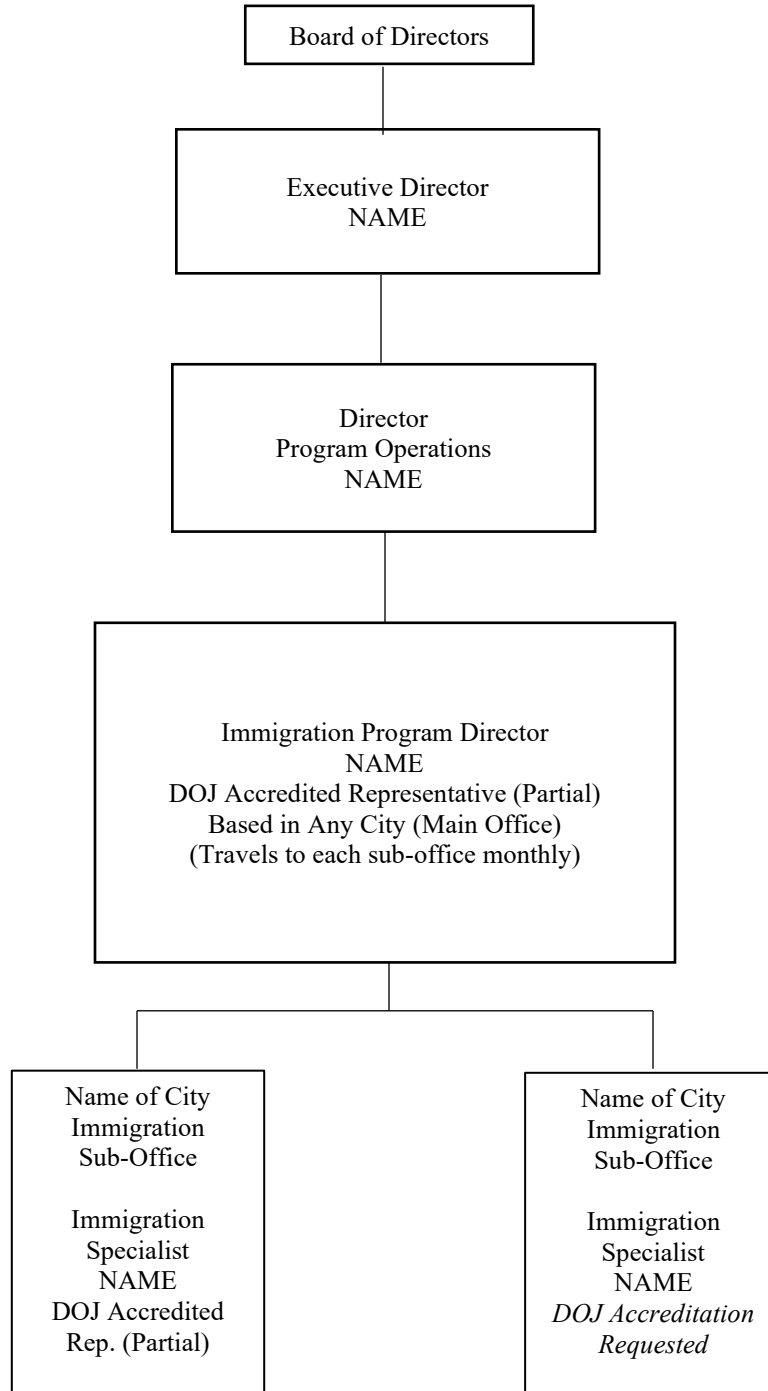 Board of Directors
Executive Director
NAME
Director
Program Operations
NAME
Immigration Program Director
NAME
DOJ Accredited Representative (Partial)
Based in Any City (Main Office)
(Travels to each sub-office monthly)
Name of City
Immigration
Sub-Office
Immigration
Specialist
NAME
DOJ Accredited
Rep. (Partial)
Name of City
Immigration
Sub-Office
Immigration
Specialist
NAME
DOJ Accreditation
Requested